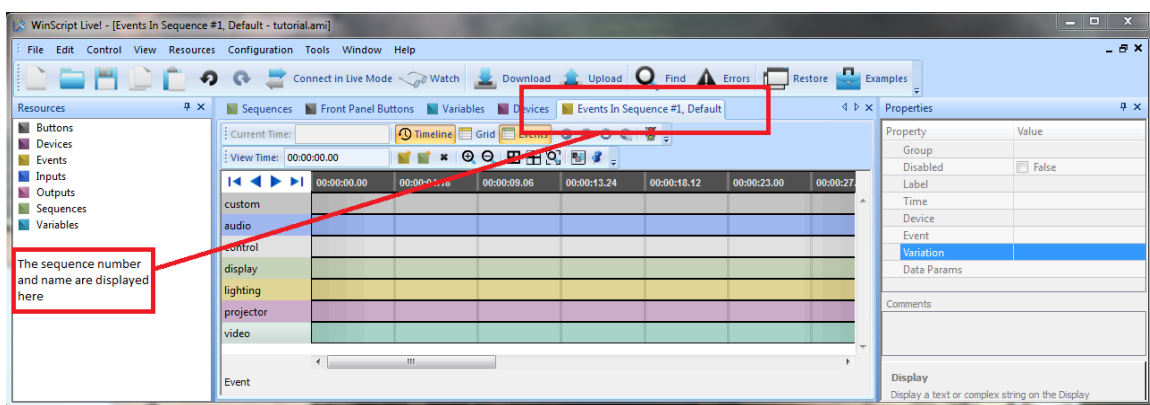 WinScript Live! - [Events In Sequence #1, Default - tutorial.ami]
File Edit Control View Resources Configuration Tools Window Help
Connect in Live Mode Watch Download Upload Find Errors Restore Examples
Resources
Buttons
Devices
Events
Inputs
Outputs
Sequences
Variables
The sequence number
and name are displayed
here
Sequences Front Panel Buttons Variables Devices Events In Sequence #1, Default
Current Time: Timeline Grid Events
View Time: 00:00:00.00
00:00:00.00 00:00:09.06 00:00:13.24 00:00:18.12 00:00:23.00 00:00:27.
custom
audio
control
display
lighting
projector
video
Event
Properties
Property Value
Group
Disabled False
Label
Time
Device
Event
Variation
Data Params
Comments
Display
Display a text or complex string on the Display